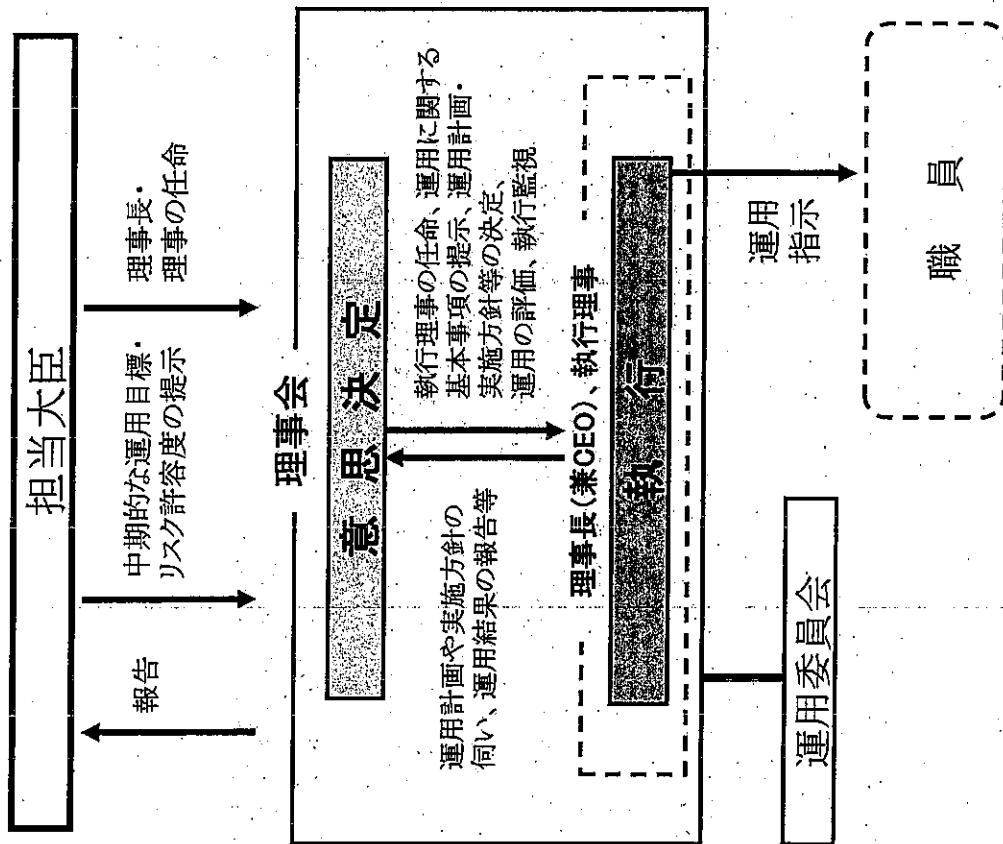 担当大臣
報告
中期的な運用目標・
リスク許容度の提示
理事長・
理事の任命
理事会
意思決定
運用計画や実施方針の
伺い、運用結果の報告等
執行理事の任命、運用に関する
基本事項の提示、運用計画・
実施方針等の決定、
運用の評価、執行監視
理事長(兼CEO)、執行理事
執行
運用
指示
運用委員会
職員